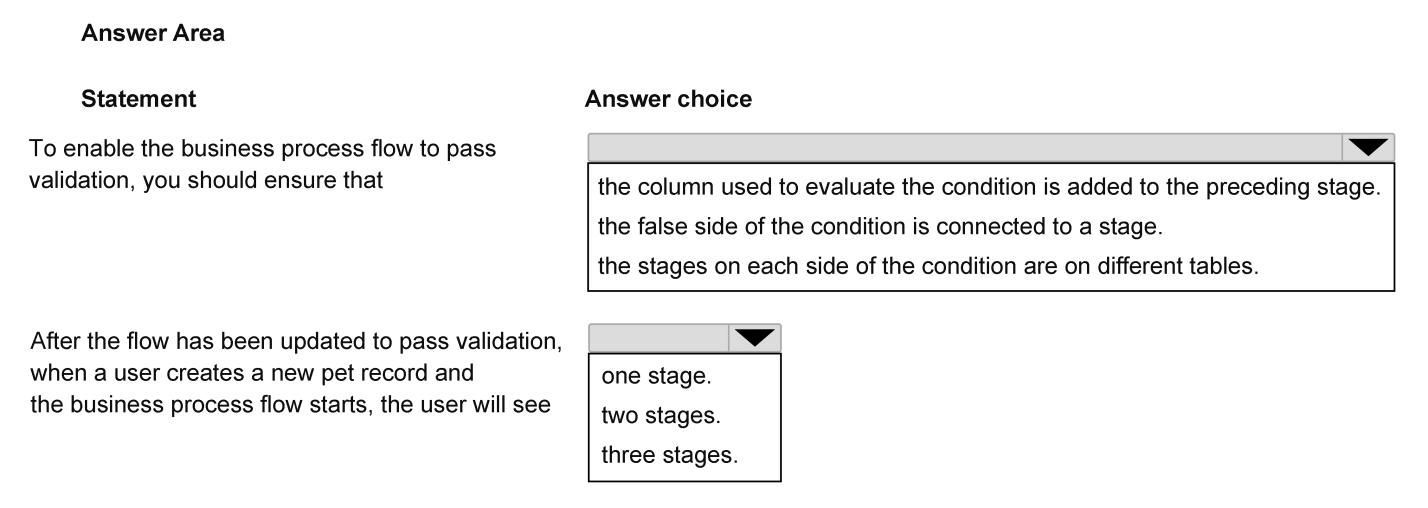 Answer Area
Statement
Answer choice
To enable the business process flow to pass
validation, you should ensure that
the column used to evaluate the condition is added to the preceding stage.
the false side of the condition is connected to a stage.
the stages on each side of the condition are on different tables.
After the flow has been updated to pass validation,
when a user creates a new pet record and
the business process flow starts, the user will see
one stage.
two stages.
three stages.